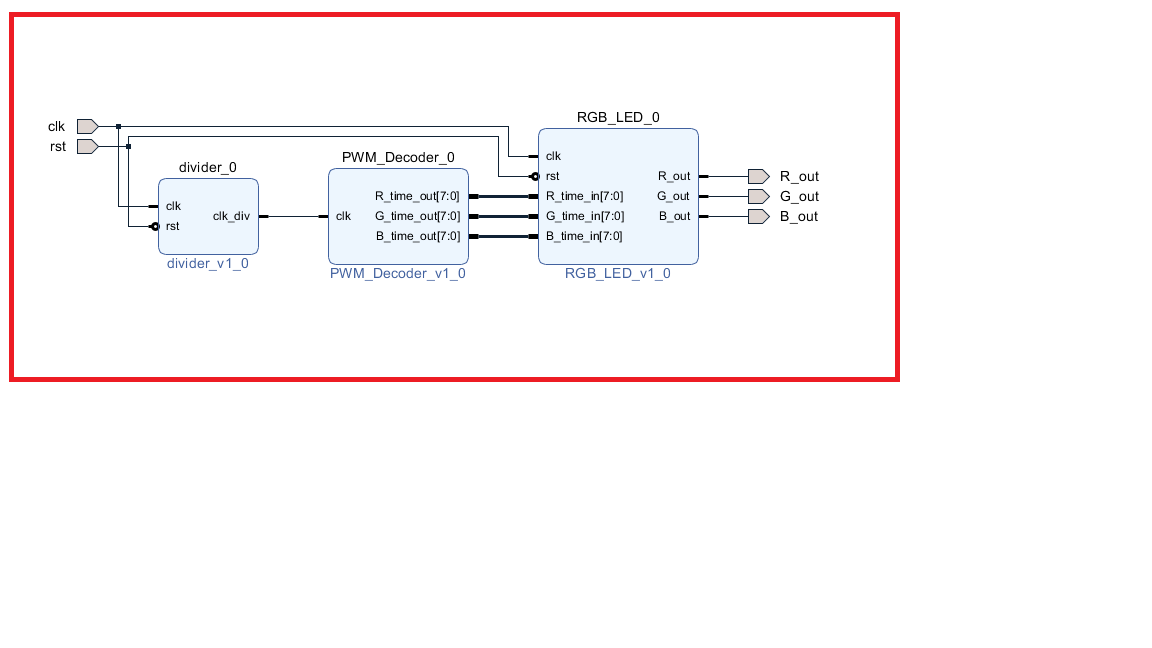 clk
rst
divider_0
clk
rst
clk_div
divider_v1_0
PWM_Decoder_0
clk
R_time_out[7:0]
G_time_out[7:0]
B_time_out[7:0]
PWM_Decoder_v1_0
RGB_LED_0
clk
rst
R_time_in[7:0]
G_time_in[7:0]
B_time_in[7:0]
R_out
G_out
B_out
RGB_LED_v1_0
R_out
G_out
B_out